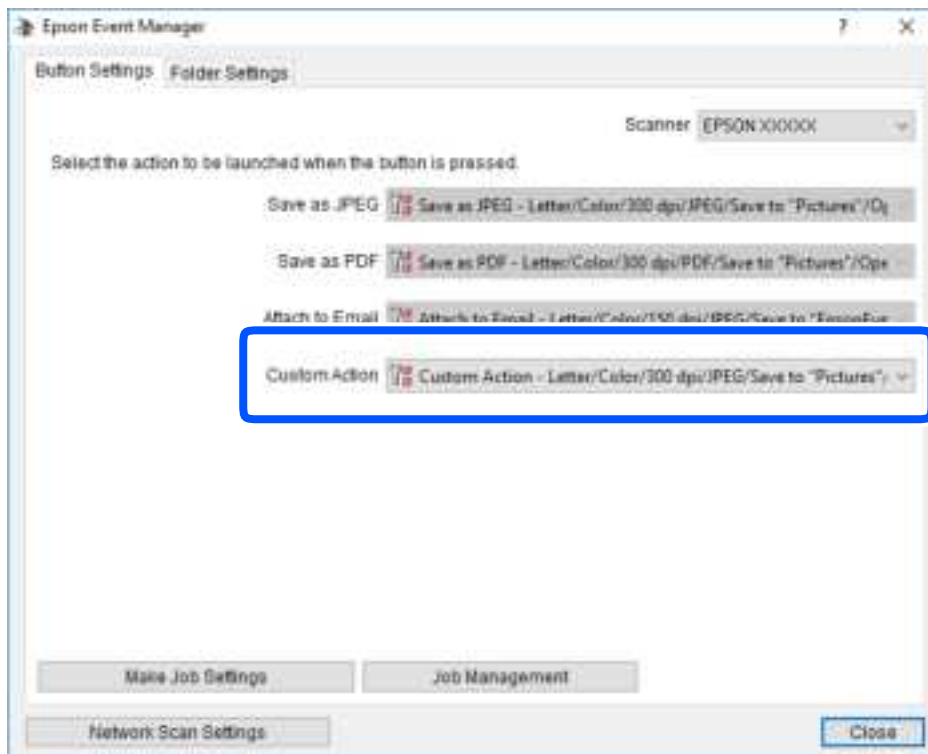 Epson Event Manager ? ×
Button Settings Folder Settings
Scanner EPSON XXXXX
Select the action to be launched when the button is pressed.
Save as JPEG Save as JPEG - Letter/Color/300 dpi/JPEG/Save to "Pictures"/Op
Save as PDF Save as PDF - Letter/Color/300 dpi/PDF/Save to "Pictures"/Ope
Attach to Email Attach to Email - Letter/Color/150 dpi/JPEG/Save to "EpsonEve
Custom Action Custom Action - Letter/Color/300 dpi/JPEG/Save to "Pictures"/
Make Job Settings Job Management
Network Scan Settings Close